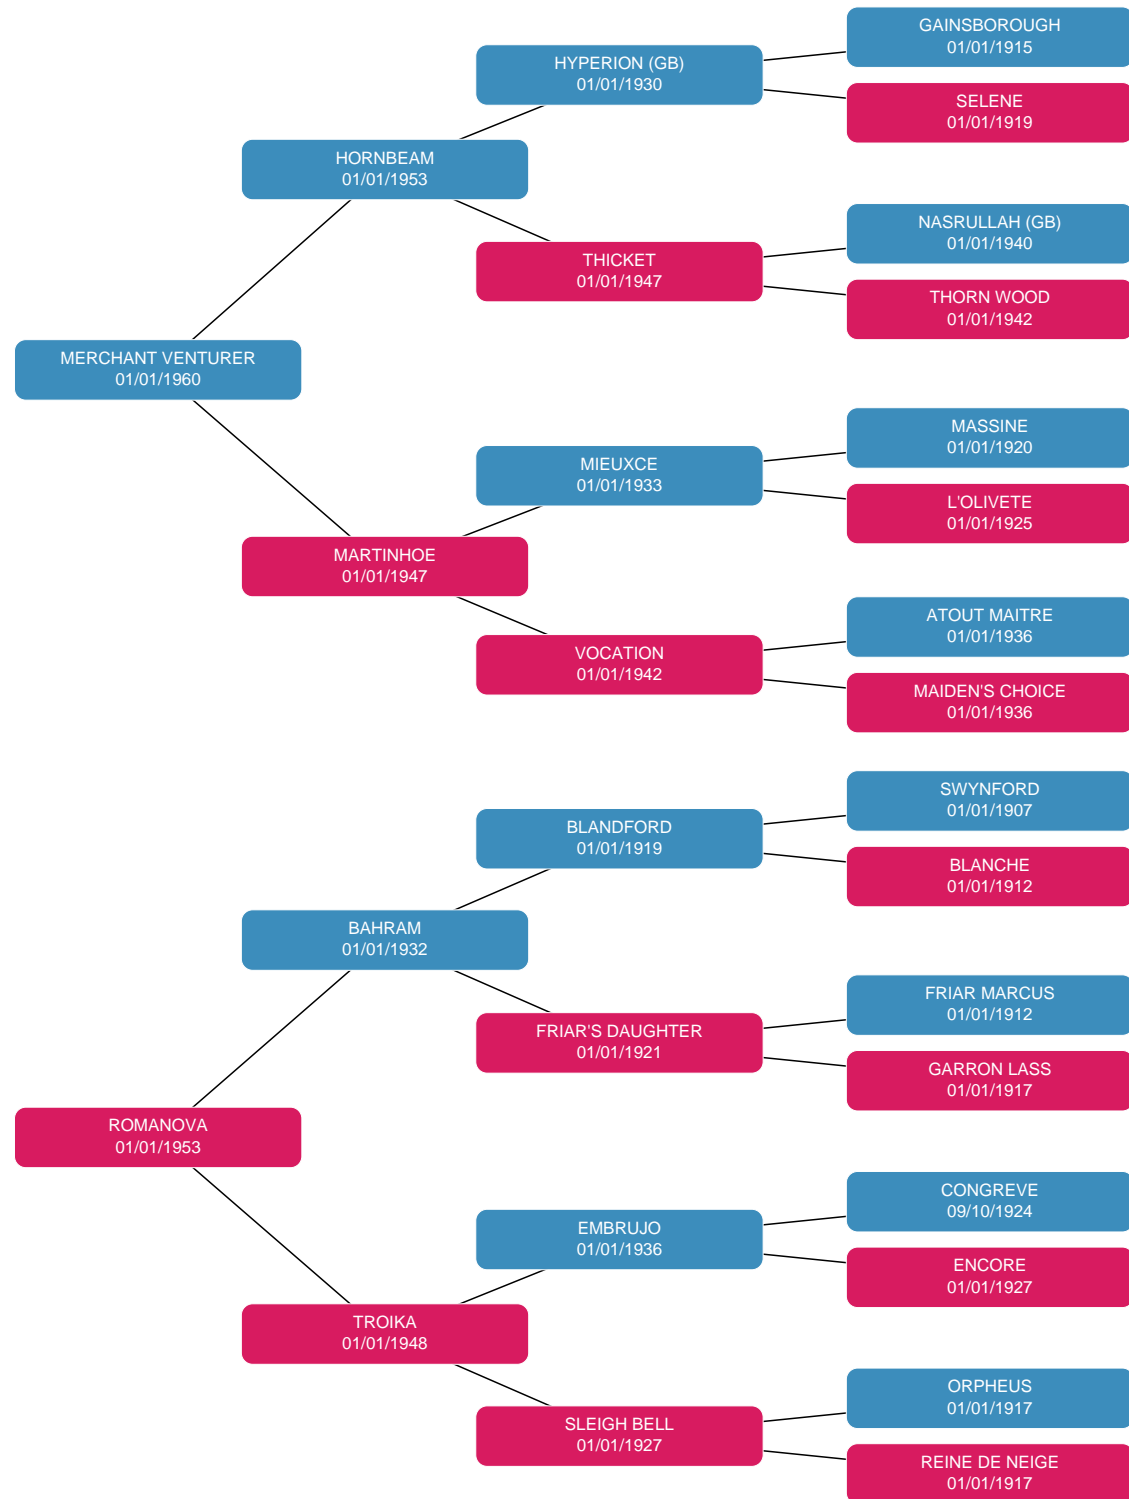 GAINSBOROUGH
01/01/1915
HYPERION (GB)
01/01/1930
SELENE
01/01/1919
HORNBEAM
01/01/1953
NASRULLAH (GB)
01/01/1940
THICKET
01/01/1947
THORN WOOD
01/01/1942
MERCHANT VENTURER
01/01/1960
MASSINE
01/01/1920
MIEUXCE
01/01/1933
L'OLIVETE
01/01/1925
MARTINHOE
01/01/1947
ATOUT MAITRE
01/01/1936
VOCATION
01/01/1942
MAIDEN'S CHOICE
01/01/1936
SWYNFORD
01/01/1907
BLANDFORD
01/01/1919
BLANCHE
01/01/1912
BAHRAM
01/01/1932
FRIAR MARCUS
01/01/1912
FRIAR'S DAUGHTER
01/01/1921
GARRON LASS
01/01/1917
ROMANOVA
01/01/1953
CONGREVE
09/10/1924
EMBRUJO
01/01/1936
ENCORE
01/01/1927
TROIKA
01/01/1948
ORPHEUS
01/01/1917
SLEIGH BELL
01/01/1927
REINE DE NEIGE
01/01/1917